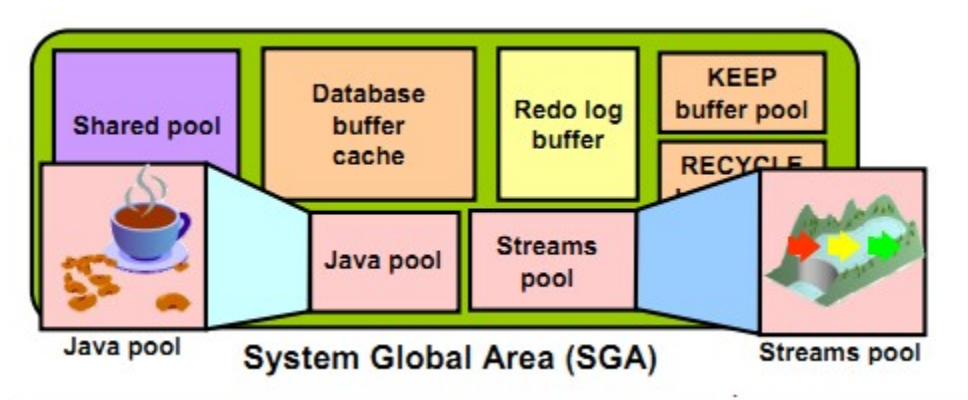 Shared pool
Database
buffer
cache
Redo log
buffer
KEEP
buffer pool
RECYCLE
Java pool
Streams
pool
Java pool
System Global Area (SGA)
Streams pool